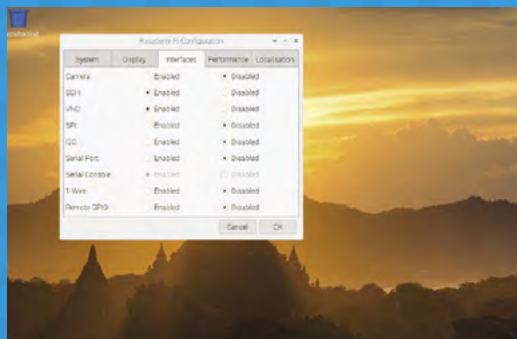 Raspberry Pi Configuration
System Display Interfaces Performance Localisation
Camera: Enabled Disabled
SSH: Enabled Disabled
VNC: Enabled Disabled
SPI: Enabled Disabled
I2C: Enabled Disabled
Serial Port: Enabled Disabled
Serial Console: Enabled Disabled
1-Wire: Enabled Disabled
Remote GPIO: Enabled Disabled
Cancel OK